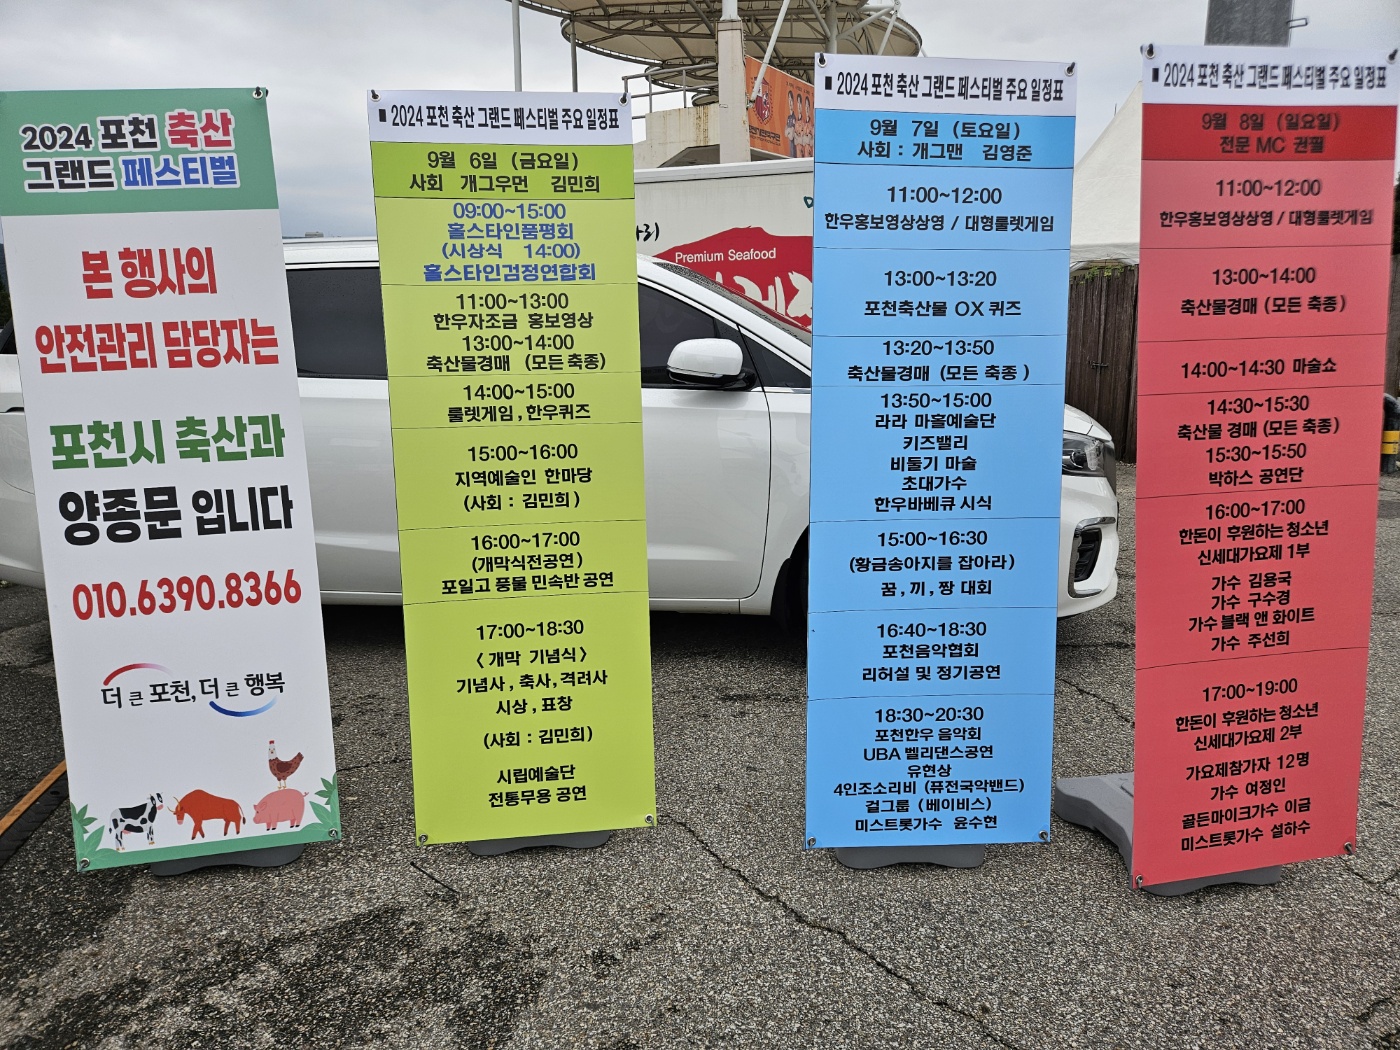 2024 포천 축산
그랜드 페스티벌
본 행사의
안전관리 담당자는
포천시 축산과
양종문 입니다
010.6390.8366
더 큰 포천, 더 큰 행복
■ 2024 포천 축산 그랜드 페스티벌 주요 일정표
9월 6일 (금요일)
사회 개그우먼 김민희
09:00~15:00
홀스타인품평회
(시상식 14:00)
홀스타인검정연합회
11:00~13:00
한우자조금 홍보영상
13:00~14:00
축산물경매 (모든 축종)
14:00~15:00
룰렛게임, 한우퀴즈
15:00~16:00
지역예술인 한마당
(사회 : 김민희)
16:00~17:00
(개막식전공연)
포일고 풍물 민속반 공연
17:00~18:30
< 개막 기념식 >
기념사, 축사, 격려사
시상, 표창
(사회 : 김민희)
시립예술단
전통무용 공연
■ 2024 포천 축산 그랜드 페스티벌 주요 일정표
9월 7일 (토요일)
사회 : 개그맨 김영준
11:00~12:00
한우홍보영상상영 / 대형룰렛게임
13:00~13:20
포천축산물 OX 퀴즈
13:20~13:50
축산물경매 (모든 축종 )
13:50~15:00
라라 마홀예술단
키즈밸리
비둘기 마술
초대가수
한우바베큐 시식
15:00~16:30
(황금송아지를 잡아라)
꿈, 끼, 짱 대회
16:40~18:30
포천음악협회
리허설 및 정기공연
18:30~20:30
포천한우 음악회
UBA 벨리댄스공연
유현상
4인조소리비 (퓨전국악밴드)
걸그룹 (베이비스)
미스트롯가수 윤수현
■ 2024 포천 축산 그랜드 페스티벌 주요 일정표
9월 8일 (일요일)
전문 MC 권필
11:00~12:00
한우홍보영상상영 / 대형룰렛게임
13:00~14:00
축산물경매 (모든 축종)
14:00~14:30 마술쇼
14:30~15:30
축산물 경매 (모든 축종)
15:30~15:50
박하스 공연단
16:00~17:00
한돈이 후원하는 청소년
신세대가요제 1부
가수 김용국
가수 구수경
가수 블랙 앤 화이트
가수 주선희
17:00~19:00
한돈이 후원하는 청소년
신세대가요제 2부
가요제참가자 12명
가수 여정인
골든마이크가수 이금
미스트롯가수 설하수
Premium Seafood